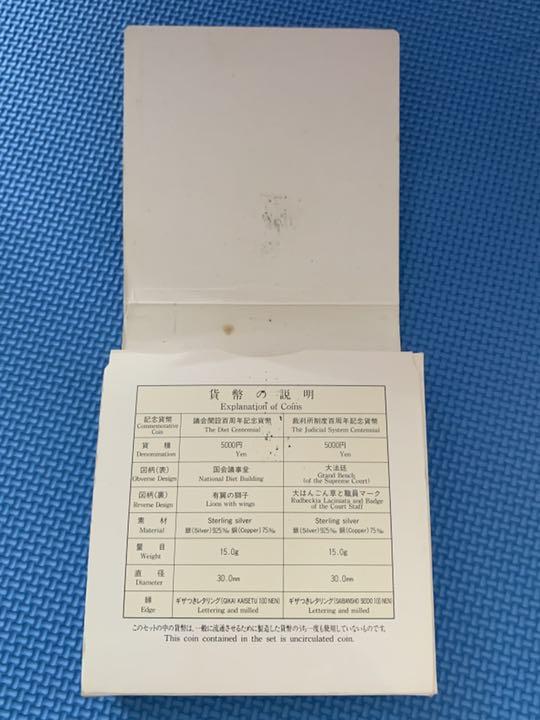 貨幣の説明
Explanation of Coins
記念貨幣 議会開設百周年記念貨幣 裁判所制度百周年記念貨幣
Commemorative Coin The Diet Centennial The Judicial System Centennial
貨種 5000円 5000円
Denomination Yen Yen
図柄(表) 国会議事堂 大法廷
Obverse Design National Diet Building Grand Bench (of the Supreme Court)
図柄(裏) 有翼の獅子 大はんごん草と職員マーク
Reverse Design Lions with wings Rudbeckia Laciniata and Badge of the Court Staff
素材 Sterling silver Sterling silver
Material 銀(Silver)925‰ 銅(Copper)75‰ 銀(Silver)925‰ 銅(Copper)75‰
量目 15.0g 15.0g
Weight
直径 30.0mm 30.0mm
Diameter
縁 ギザつきレタリング(GIKAI KAISETU 100 NEN) ギザつきレタリング(SAIBANSHO SEIDO 100 NEN)
Edge Lettering and milled Lettering and milled
このセットの中の貨幣は、一般に流通させるために製造した貨幣のうち一度も使用していないものです。
This coin contained in the set is uncirculated coin.